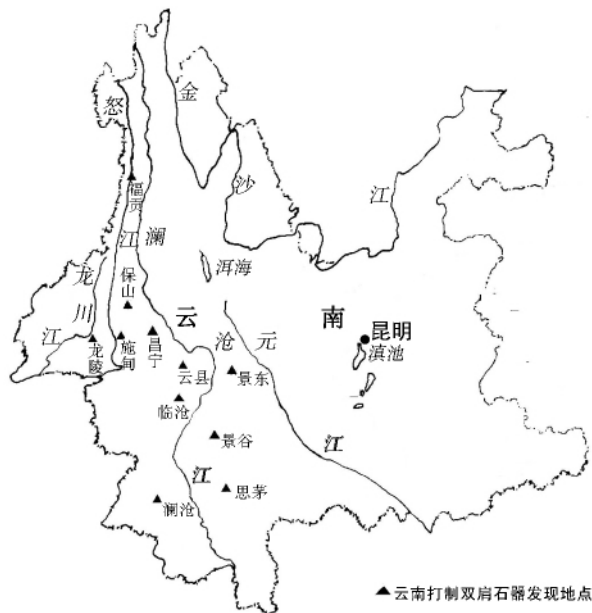 怒
金
沙
江
福贡
江
澜
洱海
龙
川
江
保山
云
南
昆明
滇池
龙陵
施甸
昌宁
沧
元
云县
景东
临沧
景谷
江
江
思茅
澜沧
▲云南打制双肩石器发现地点